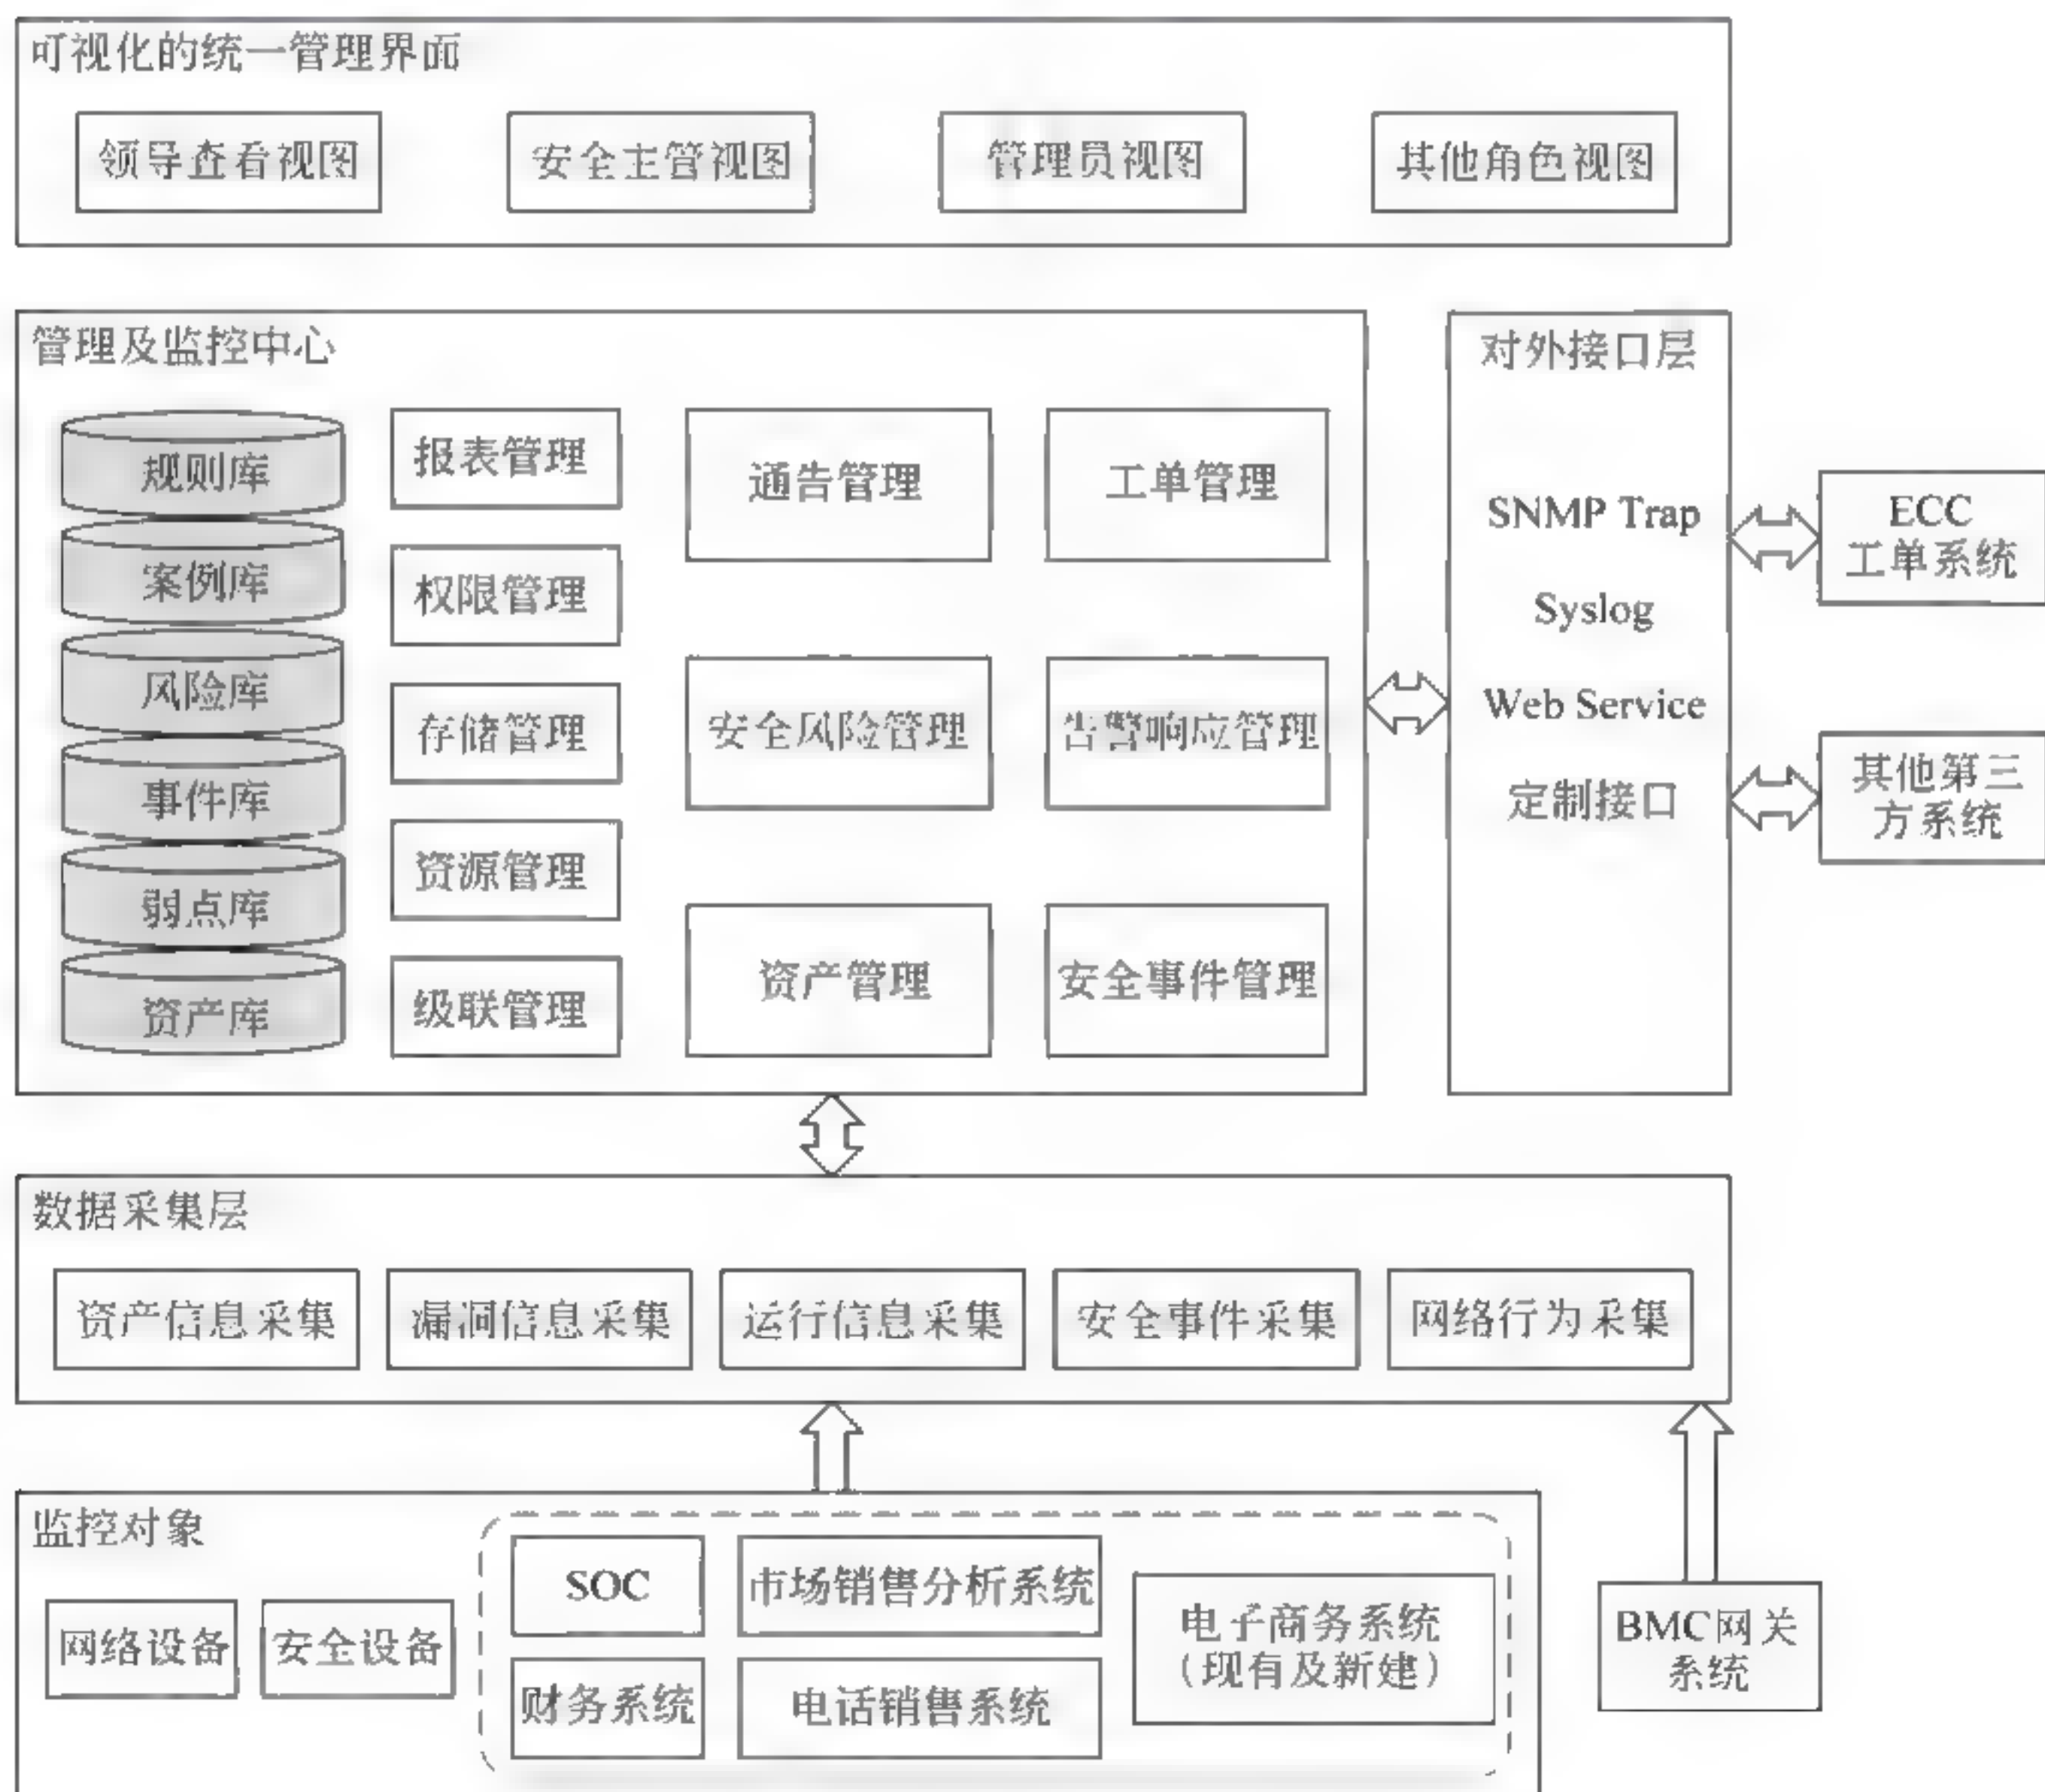 可视化的统一管理界面
领导查看视图
安全主管视图
管理员视图
其他角色视图
管理及监控中心
规则库
案例库
风险库
事件库
弱点库
资产库
报表管理
权限管理
存储管理
资源管理
级联管理
通告管理
工单管理
安全风险管理
告警响应管理
资产管理
安全事件管理
对外接口层
SNMP Trap
Syslog
Web Service
定制接口
ECC
工单系统
其他第三
方系统
数据采集层
资产信息采集
漏洞信息采集
运行信息采集
安全事件采集
网络行为采集
监控对象
网络设备
安全设备
SOC
市场销售分析系统
财务系统
电话销售系统
电子商务系统
（现有及新建）
BMC网关
系统